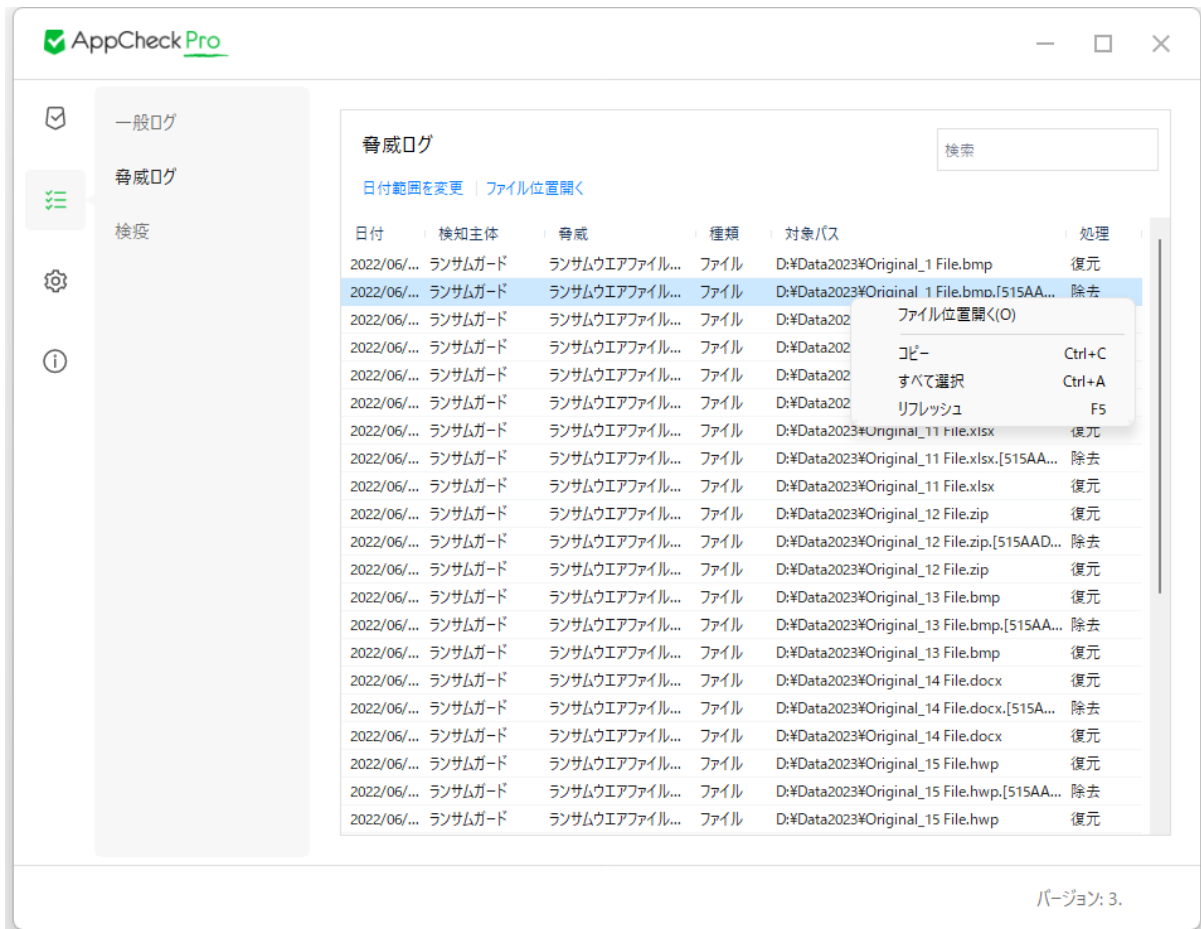 AppCheck Pro
一般ログ
脅威ログ
検疫
脅威ログ
検索
日付範囲を変更 | ファイル位置開く
日付 検知主体 脅威 種類 対象パス 処理
2022/06/... ランサムガード ランサムウエアファイル... ファイル D:¥Data2023¥Original_1 File.bmp 復元
2022/06/... ランサムガード ランサムウエアファイル... ファイル D:¥Data2023¥Original_1 File.bmp.[515AA... 除去
2022/06/... ランサムガード ランサムウエアファイル... ファイル D:¥Data202
2022/06/... ランサムガード ランサムウエアファイル... ファイル D:¥Data202
2022/06/... ランサムガード ランサムウエアファイル... ファイル D:¥Data202
2022/06/... ランサムガード ランサムウエアファイル... ファイル D:¥Data202
ファイル位置開く(O)
コピー Ctrl+C
すべて選択 Ctrl+A
リフレッシュ F5
2022/06/... ランサムガード ランサムウエアファイル... ファイル D:¥Data2023¥Original_11 File.xlsx 復元
2022/06/... ランサムガード ランサムウエアファイル... ファイル D:¥Data2023¥Original_11 File.xlsx.[515AA... 除去
2022/06/... ランサムガード ランサムウエアファイル... ファイル D:¥Data2023¥Original_11 File.xlsx 復元
2022/06/... ランサムガード ランサムウエアファイル... ファイル D:¥Data2023¥Original_12 File.zip 復元
2022/06/... ランサムガード ランサムウエアファイル... ファイル D:¥Data2023¥Original_12 File.zip.[515AAD... 除去
2022/06/... ランサムガード ランサムウエアファイル... ファイル D:¥Data2023¥Original_12 File.zip 復元
2022/06/... ランサムガード ランサムウエアファイル... ファイル D:¥Data2023¥Original_13 File.bmp 復元
2022/06/... ランサムガード ランサムウエアファイル... ファイル D:¥Data2023¥Original_13 File.bmp.[515AA... 除去
2022/06/... ランサムガード ランサムウエアファイル... ファイル D:¥Data2023¥Original_13 File.bmp 復元
2022/06/... ランサムガード ランサムウエアファイル... ファイル D:¥Data2023¥Original_14 File.docx 復元
2022/06/... ランサムガード ランサムウエアファイル... ファイル D:¥Data2023¥Original_14 File.docx.[515A... 除去
2022/06/... ランサムガード ランサムウエアファイル... ファイル D:¥Data2023¥Original_14 File.docx 復元
2022/06/... ランサムガード ランサムウエアファイル... ファイル D:¥Data2023¥Original_15 File.hwp 復元
2022/06/... ランサムガード ランサムウエアファイル... ファイル D:¥Data2023¥Original_15 File.hwp.[515AA... 除去
2022/06/... ランサムガード ランサムウエアファイル... ファイル D:¥Data2023¥Original_15 File.hwp 復元
バージョン: 3.